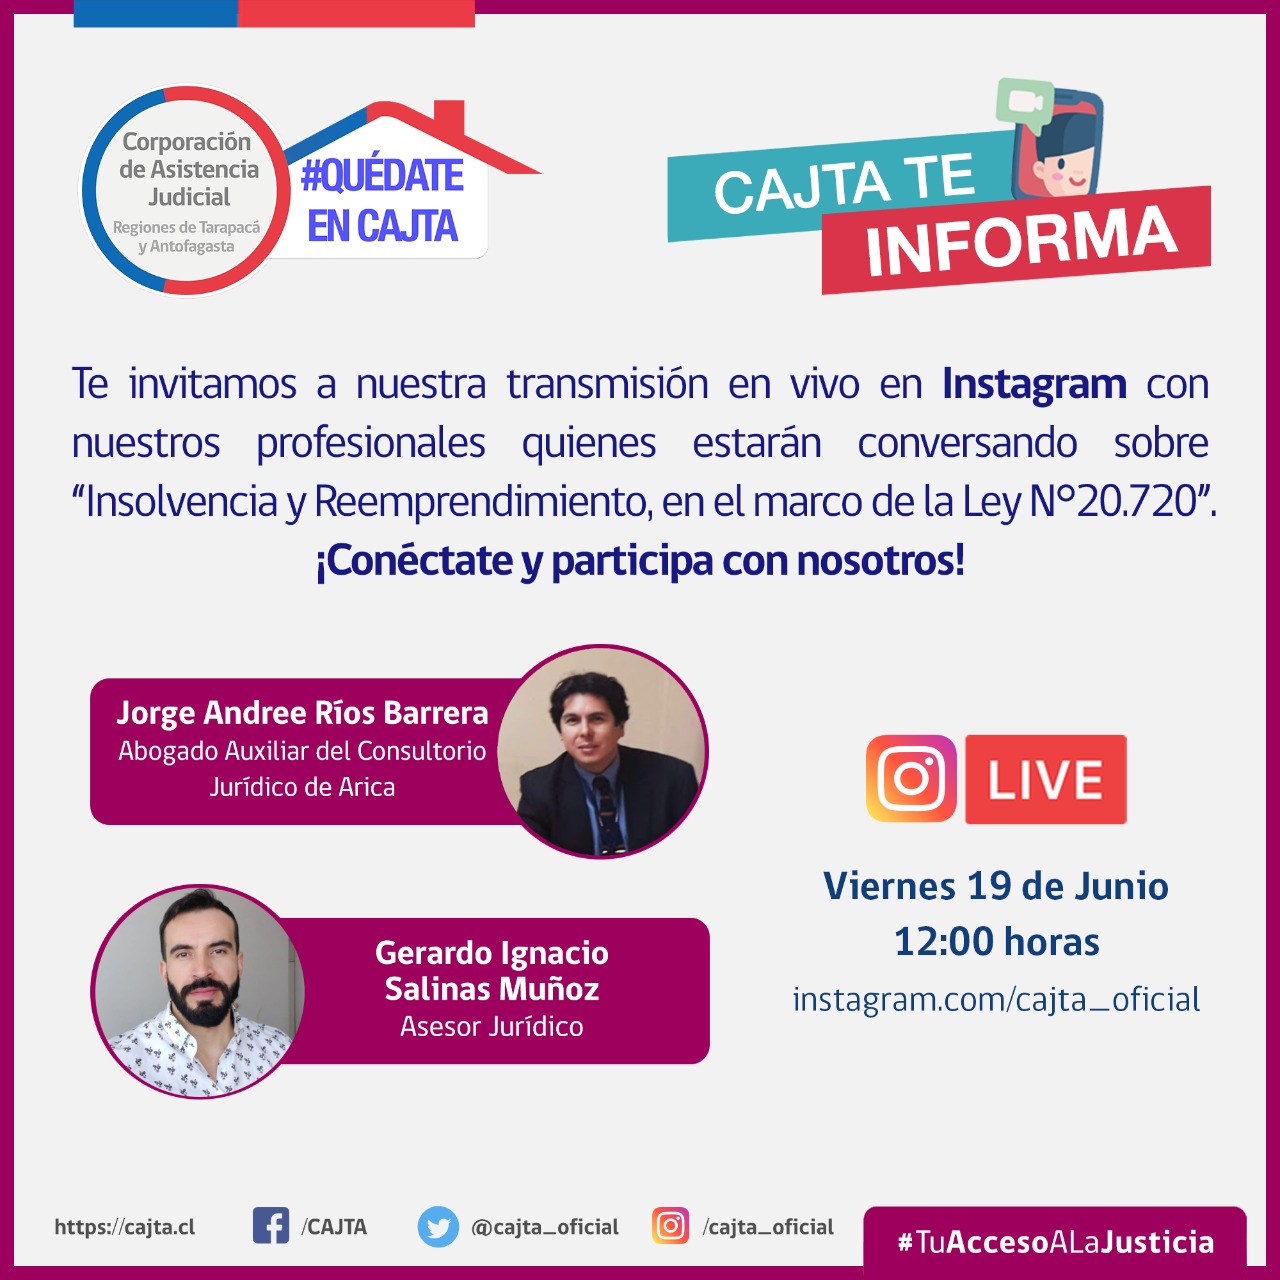 Corporación
de Asistencia
Judicial
Regiones de Tarapacá
y Antofagasta
#QUÉDATE
EN CAJTA
CAJTA TE
INFORMA
Te invitamos a nuestra transmisión en vivo en Instagram con
nuestros profesionales quienes estarán conversando sobre
“Insolvencia y Reemprendimiento, en el marco de la Ley N°20.720”.
¡Conéctate y participa con nosotros!
Jorge Andree Ríos Barrera
Abogado Auxiliar del Consultorio
Jurídico de Arica
Gerardo Ignacio
Salinas Muñoz
Asesor Jurídico
LIVE
Viernes 19 de Junio
12:00 horas
instagram.com/cajta_oficial
https://cajta.cl
/CAJTA
@cajta_oficial
/cajta_oficial
#TuAccesoALaJusticia